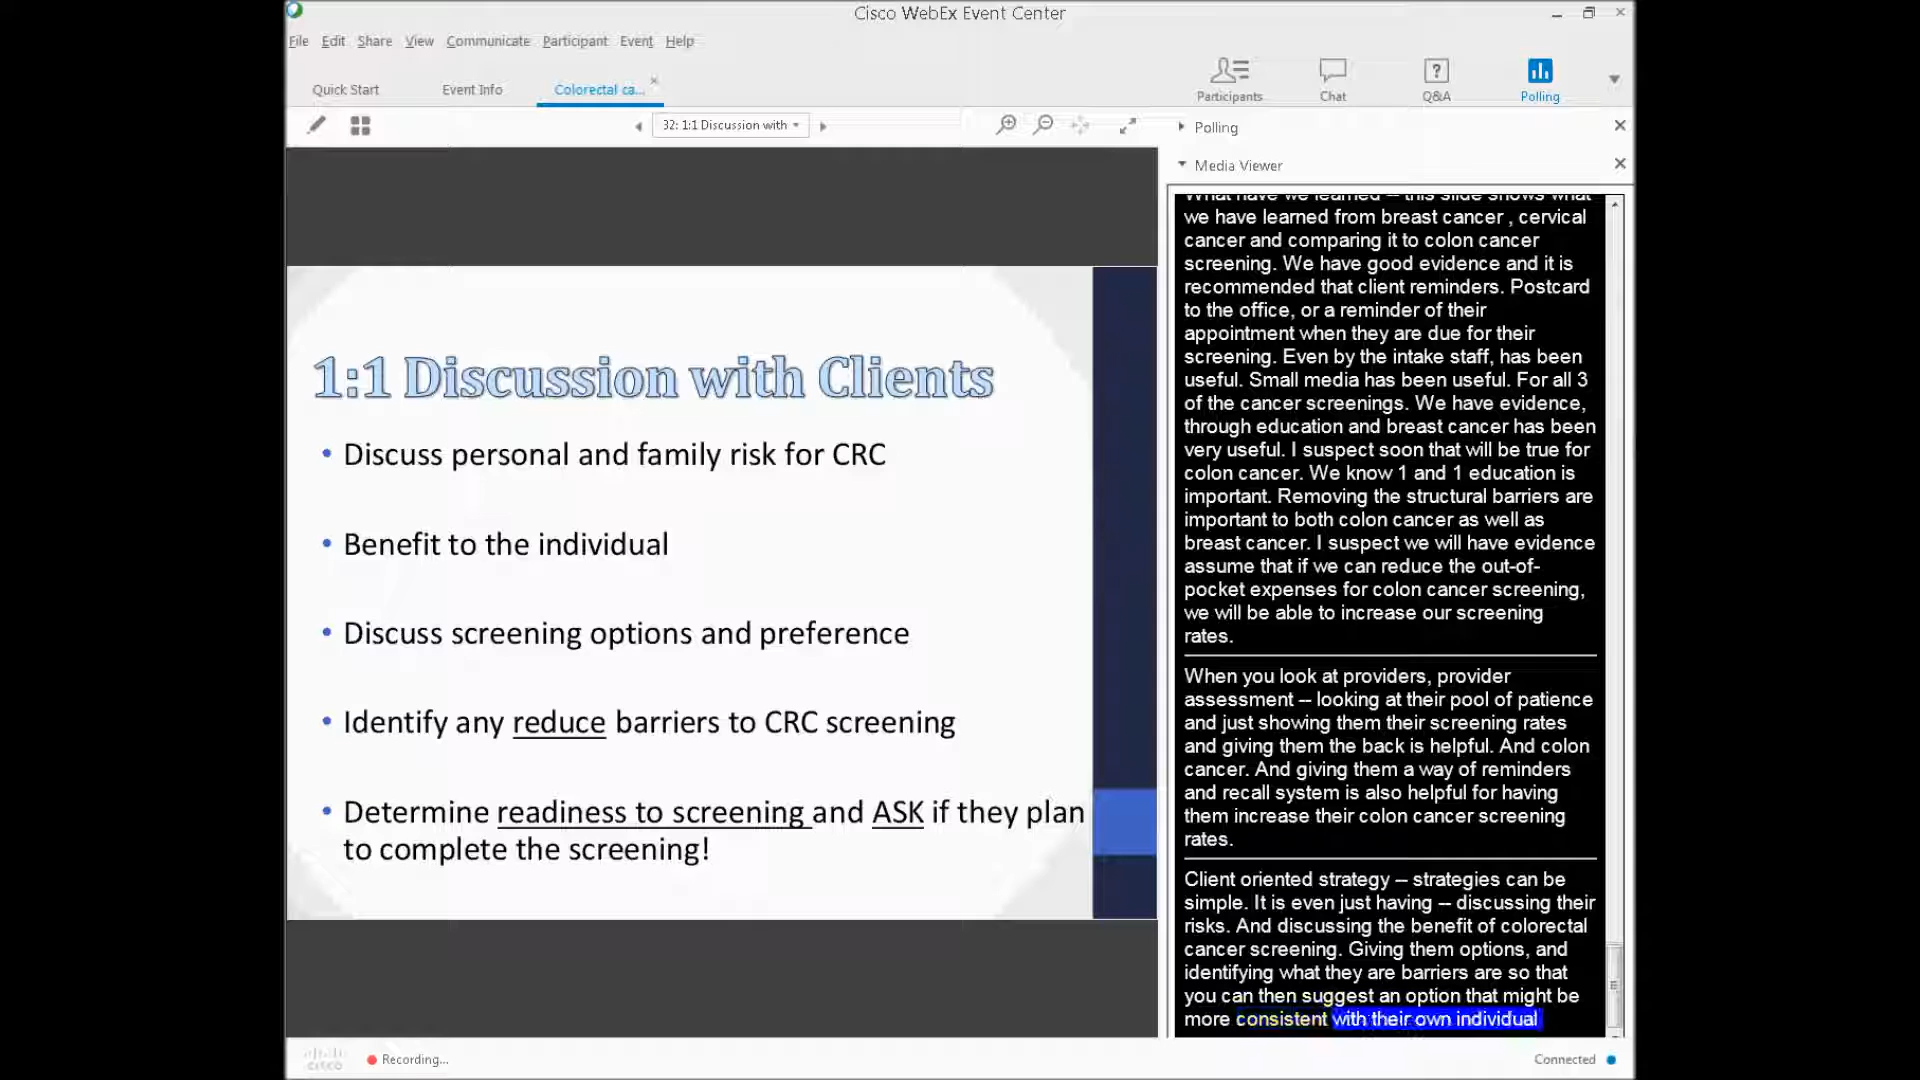 Cisco WebEx Event Center
File Edit Share View Communicate Participant Event Help
Quick Start Event Info Colorectal ca...
Participants Chat Q&A Polling
32: 1:1 Discussion with
Polling
Media Viewer
1:1 Discussion with Clients
• Discuss personal and family risk for CRC
• Benefit to the individual
• Discuss screening options and preference
• Identify any reduce barriers to CRC screening
• Determine readiness to screening and ASK if they plan
to complete the screening!
What have we learned -- this slide shows what
we have learned from breast cancer , cervical
cancer and comparing it to colon cancer
screening. We have good evidence and it is
recommended that client reminders. Postcard
to the office, or a reminder of their
appointment when they are due for their
screening. Even by the intake staff, has been
useful. Small media has been useful. For all 3
of the cancer screenings. We have evidence,
through education and breast cancer has been
very useful. I suspect soon that will be true for
colon cancer. We know 1 and 1 education is
important. Removing the structural barriers are
important to both colon cancer as well as
breast cancer. I suspect we will have evidence
assume that if we can reduce the out-of-
pocket expenses for colon cancer screening,
we will be able to increase our screening
rates.
When you look at providers, provider
assessment -- looking at their pool of patience
and just showing them their screening rates
and giving them the back is helpful. And colon
cancer. And giving them a way of reminders
and recall system is also helpful for having
them increase their colon cancer screening
rates.
Client oriented strategy -- strategies can be
simple. It is even just having -- discussing their
risks. And discussing the benefit of colorectal
cancer screening. Giving them options, and
identifying what they are barriers are so that
you can then suggest an option that might be
more consistent with their own individual
cisco Recording...
Connected